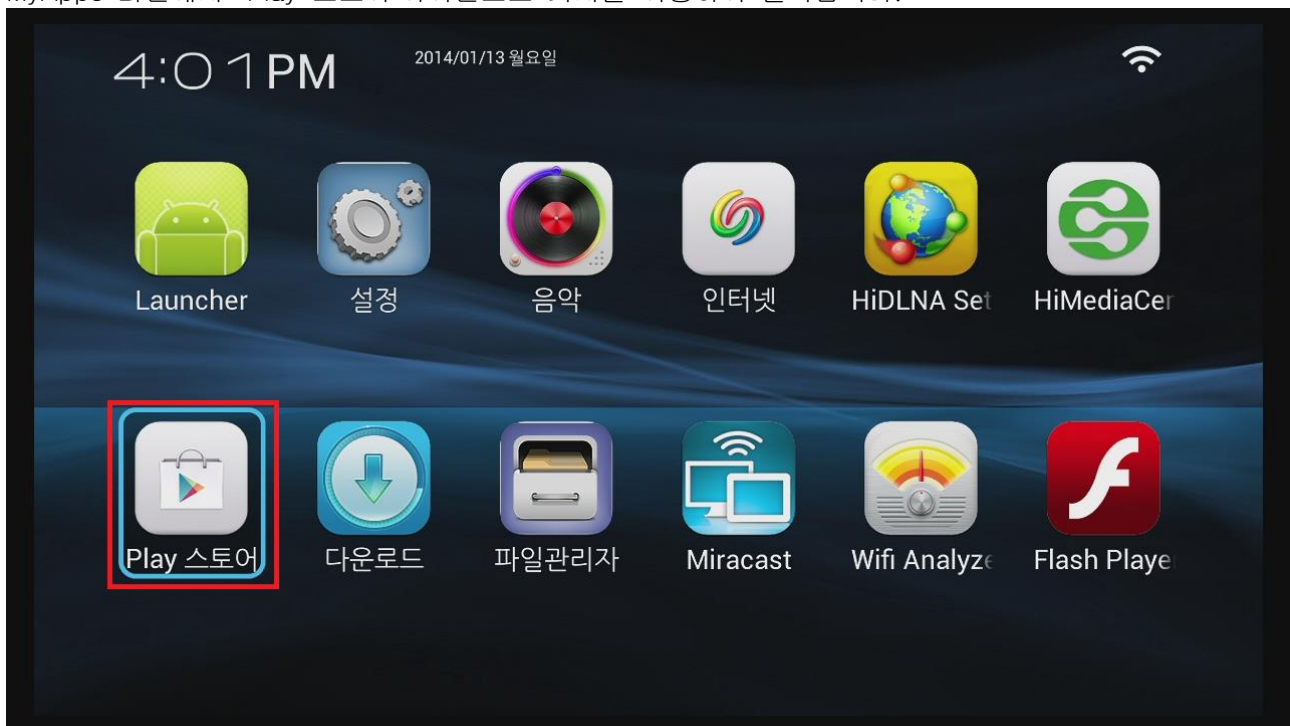 4:01PM
2014/01/13 월요일
Launcher 설정 음악 인터넷 HiDLNA Set HiMediaCer
Play 스토어 다운로드 파일관리자 Miracast Wifi Analyze Flash Playe